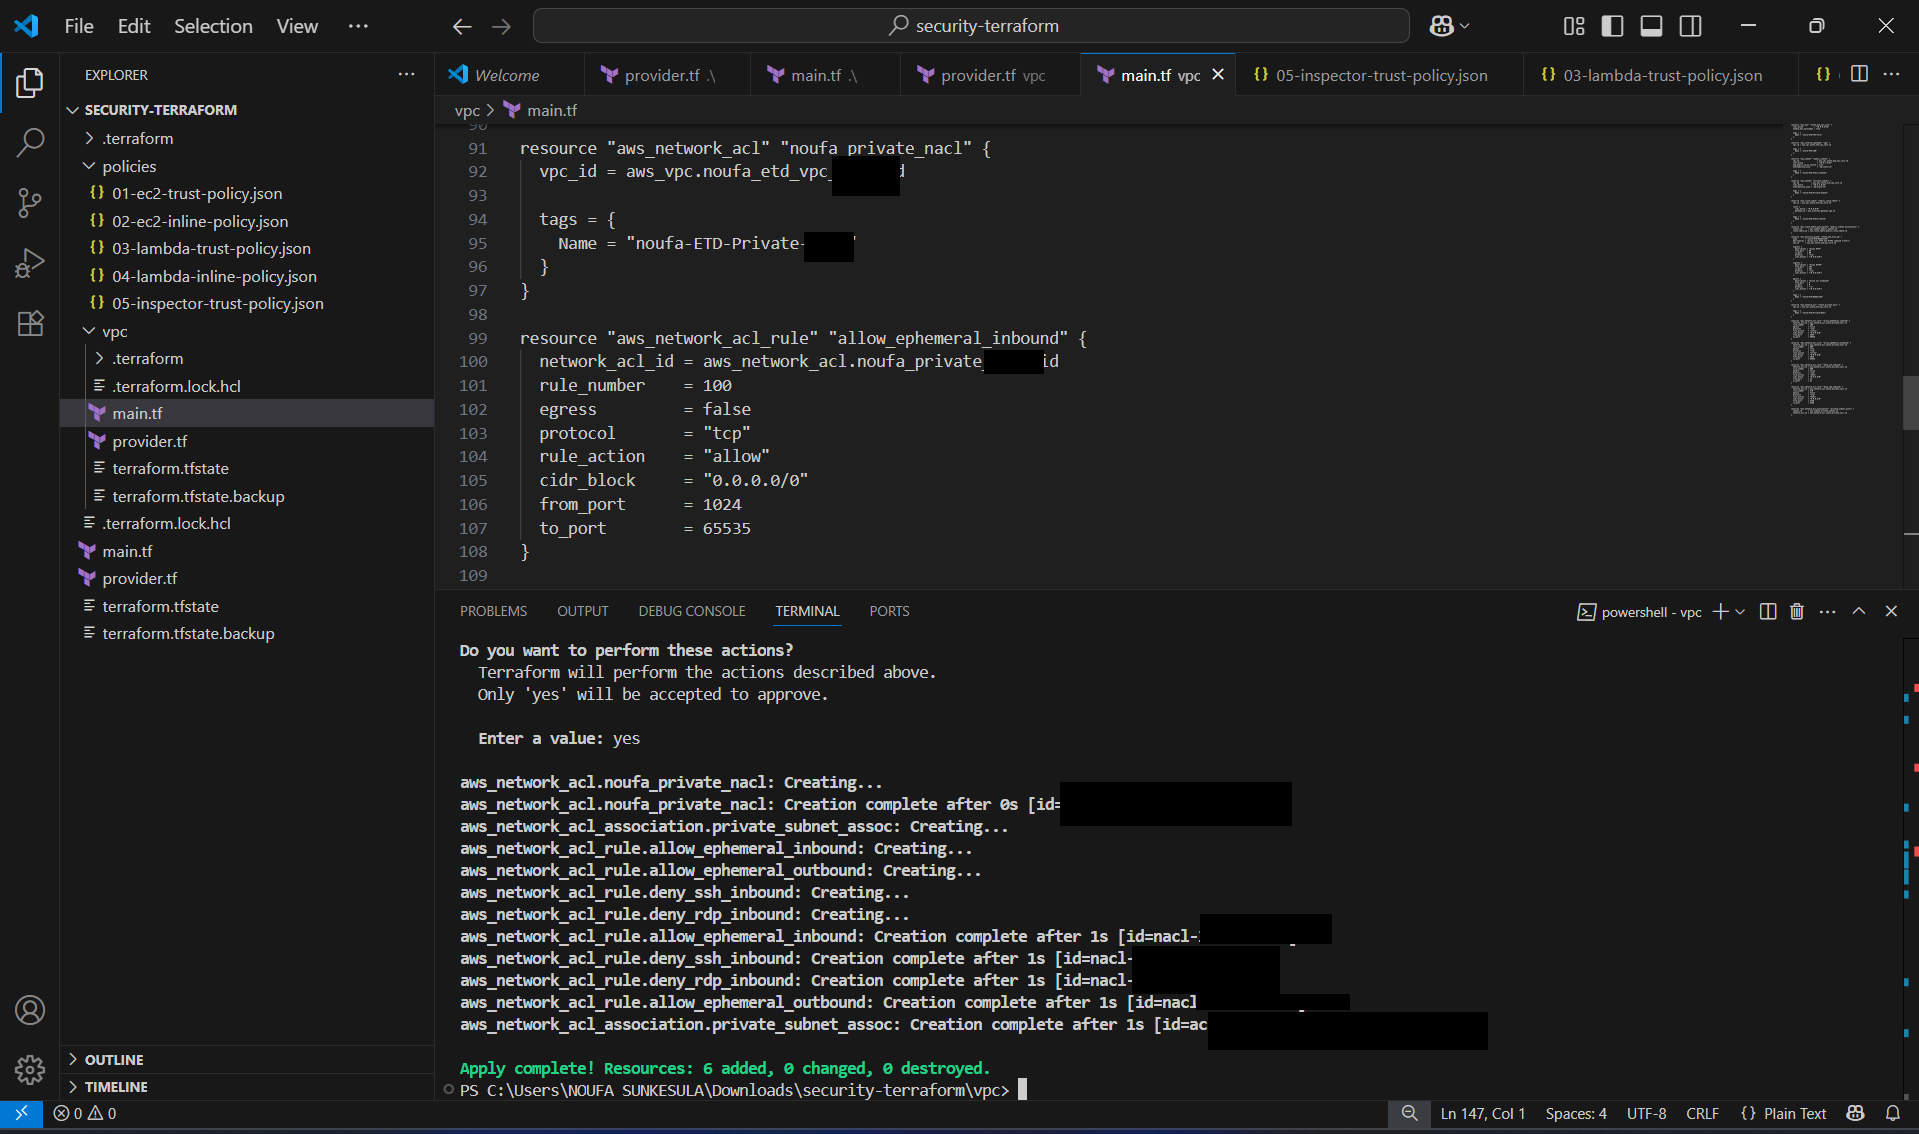 File Edit Selection View ···
security-terraform
EXPLORER ···
SECURITY-TERRAFORM
.terraform
policies
{} 01-ec2-trust-policy.json
{} 02-ec2-inline-policy.json
{} 03-lambda-trust-policy.json
{} 04-lambda-inline-policy.json
{} 05-inspector-trust-policy.json
vpc
.terraform
.terraform.lock.hcl
main.tf
provider.tf
terraform.tfstate
terraform.tfstate.backup
.terraform.lock.hcl
main.tf
provider.tf
terraform.tfstate
terraform.tfstate.backup
OUTLINE
TIMELINE
Welcome provider.tf .\ main.tf .\ provider.tf vpc main.tf vpc {} 05-inspector-trust-policy.json {} 03-lambda-trust-policy.json {} ···
vpc > main.tf
90
91 resource "aws_network_acl" "noufa_private_nacl" {
92 vpc_id = aws_vpc.noufa_etd_vpc_
93
94 tags = {
95 Name = "noufa-ETD-Private-
96 }
97 }
98
99 resource "aws_network_acl_rule" "allow_ephemeral_inbound" {
100 network_acl_id = aws_network_acl.noufa_private_ id
101 rule_number = 100
102 egress = false
103 protocol = "tcp"
104 rule_action = "allow"
105 cidr_block = "0.0.0.0/0"
106 from_port = 1024
107 to_port = 65535
108 }
109
PROBLEMS OUTPUT DEBUG CONSOLE TERMINAL PORTS
powershell - vpc ···
Do you want to perform these actions?
Terraform will perform the actions described above.
Only 'yes' will be accepted to approve.
Enter a value: yes
aws_network_acl.noufa_private_nacl: Creating...
aws_network_acl.noufa_private_nacl: Creation complete after 0s [id=
aws_network_acl_association.private_subnet_assoc: Creating...
aws_network_acl_rule.allow_ephemeral_inbound: Creating...
aws_network_acl_rule.allow_ephemeral_outbound: Creating...
aws_network_acl_rule.deny_ssh_inbound: Creating...
aws_network_acl_rule.deny_rdp_inbound: Creating...
aws_network_acl_rule.allow_ephemeral_inbound: Creation complete after 1s [id=nacl-
aws_network_acl_rule.deny_ssh_inbound: Creation complete after 1s [id=nacl-
aws_network_acl_rule.deny_rdp_inbound: Creation complete after 1s [id=nacl-
aws_network_acl_rule.allow_ephemeral_outbound: Creation complete after 1s [id=nacl
aws_network_acl_association.private_subnet_assoc: Creation complete after 1s [id=ac
Apply complete! Resources: 6 added, 0 changed, 0 destroyed.
PS C:\Users\NOUFA SUNKESULA\Downloads\security-terraform\vpc>
0 0
Ln 147, Col 1 Spaces: 4 UTF-8 CRLF {} Plain Text